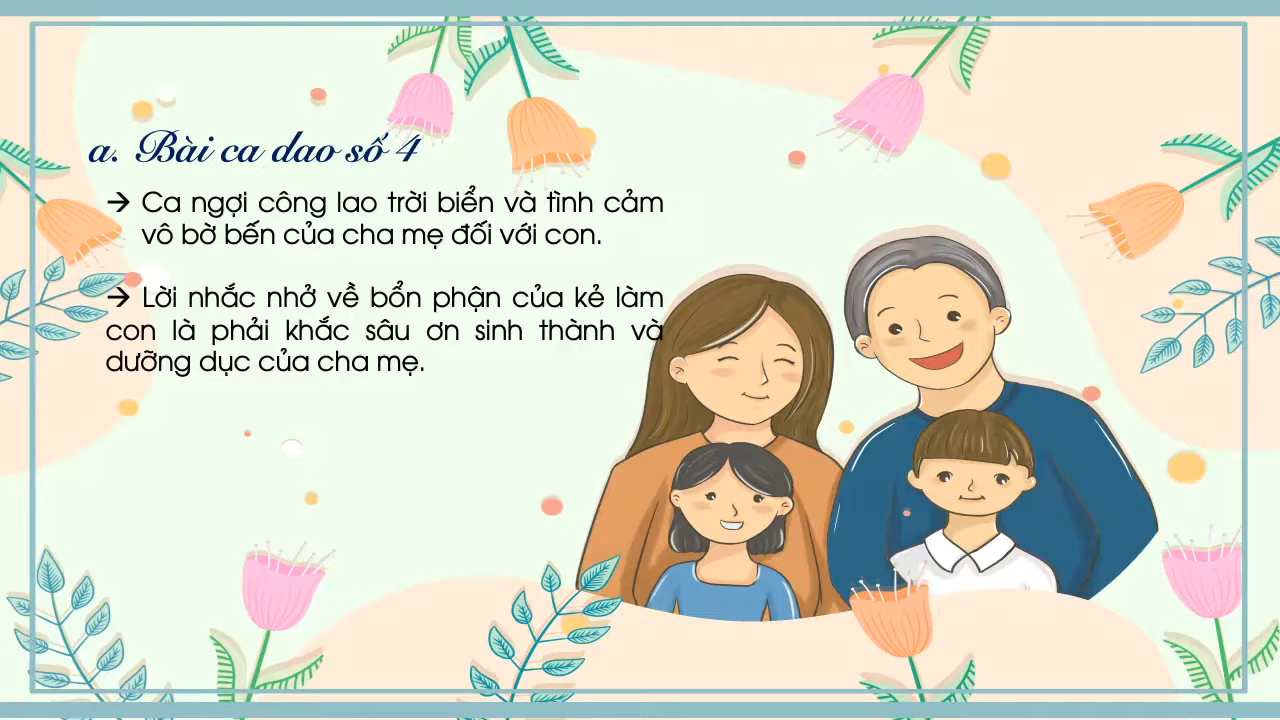 a. Bài ca dao số 4
→ Ca ngợi công lao trời biển và tình cảm
vô bờ bến của cha mẹ đối với con.
→ Lời nhắc nhở về bổn phận của kẻ làm
con là phải khắc sâu ơn sinh thành và
dưỡng dục của cha mẹ.